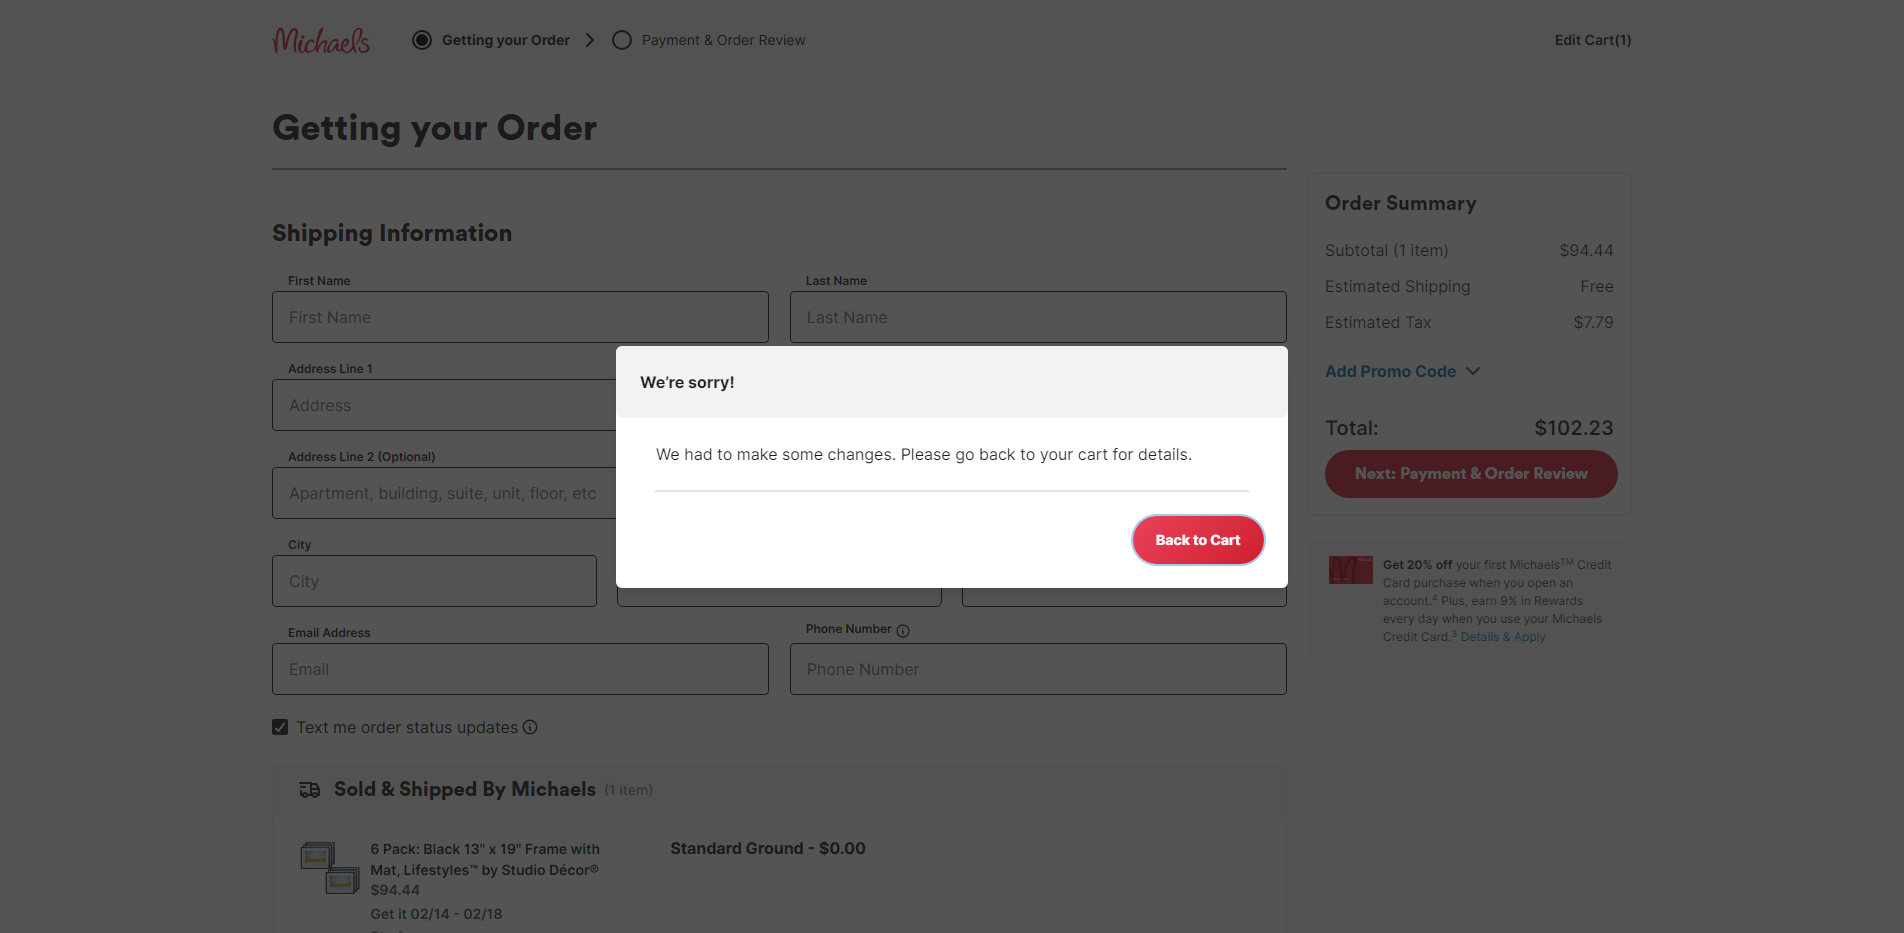 Michaels
Getting your Order
Payment & Order Review
Edit Cart(1)
Getting your Order
Shipping Information
First Name
Last Name
First Name
Last Name
Address Line 1
Address
Address Line 2 (Optional)
Apartment, building, suite, unit, floor, etc
City
City
Email Address
Phone Number
Email
Phone Number
Text me order status updates
We're sorry!
We had to make some changes. Please go back to your cart for details.
Back to Cart
Sold & Shipped By Michaels (1 item)
6 Pack: Black 13" x 19" Frame with
Mat, Lifestyles™ by Studio Décor®
$94.44
Get it 02/14 - 02/18
Standard Ground - $0.00
Order Summary
Subtotal (1 item) $94.44
Estimated Shipping Free
Estimated Tax $7.79
Add Promo Code
Total: $102.23
Next: Payment & Order Review
Get 20% off your first Michaels™ Credit
Card purchase when you open an
account.⁴ Plus, earn 9% in Rewards
every day when you use your Michaels
Credit Card.³ Details & Apply